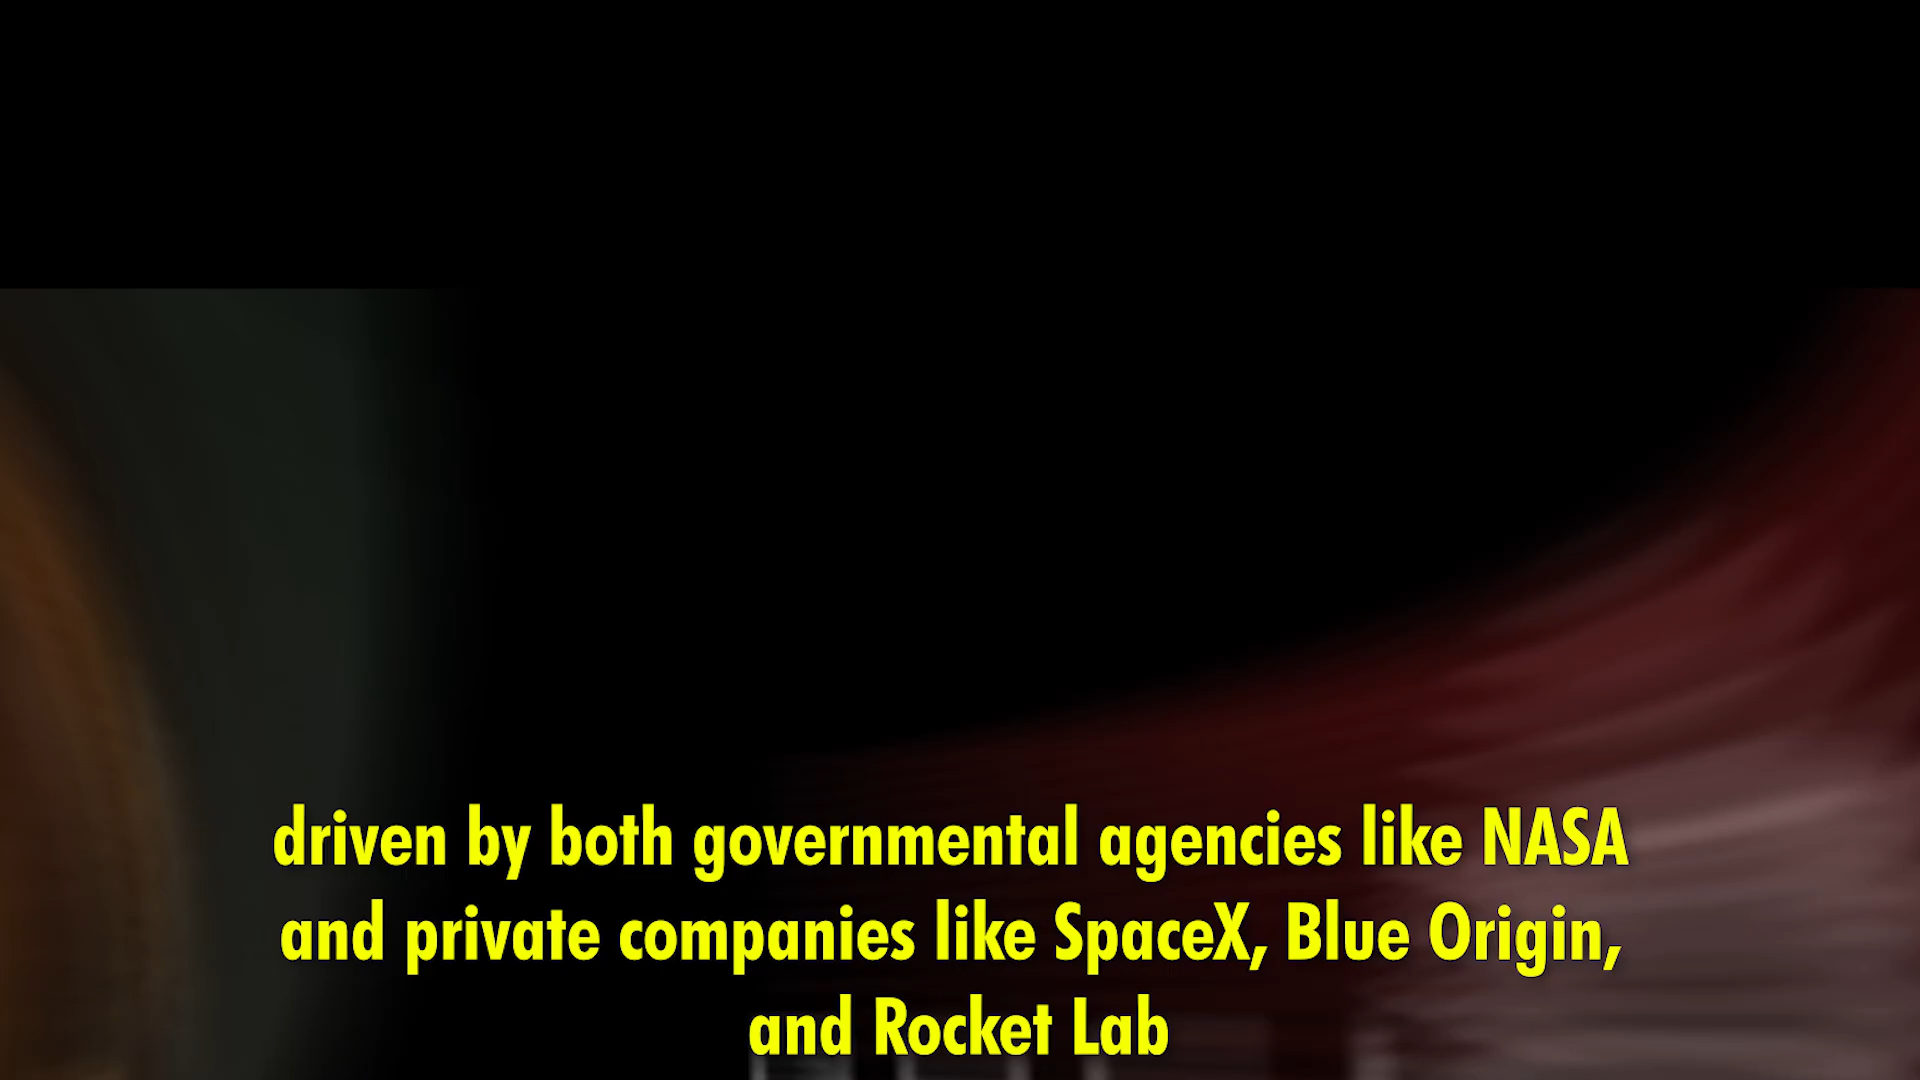 driven by both governmental agencies like NASA
and private companies like SpaceX, Blue Origin,
and Rocket Lab